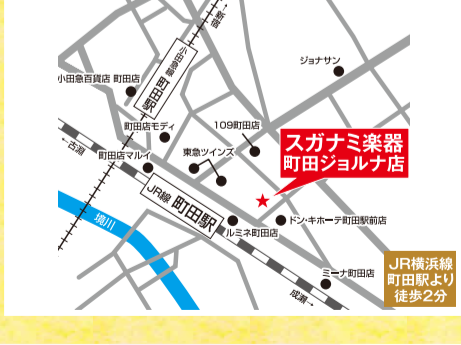 →新宿
ジョナサン
小田急線
町田駅
小田急百貨店 町田店
町田店モディ
109町田店
スガナミ楽器
町田ジョルナ店
←古淵
町田店マルイ
東急ツインズ
JR線 町田駅
ドン・キホーテ町田駅前店
境川
ルミネ町田店
JR横浜線
町田駅より
徒歩2分
ミーナ町田店
成瀬→